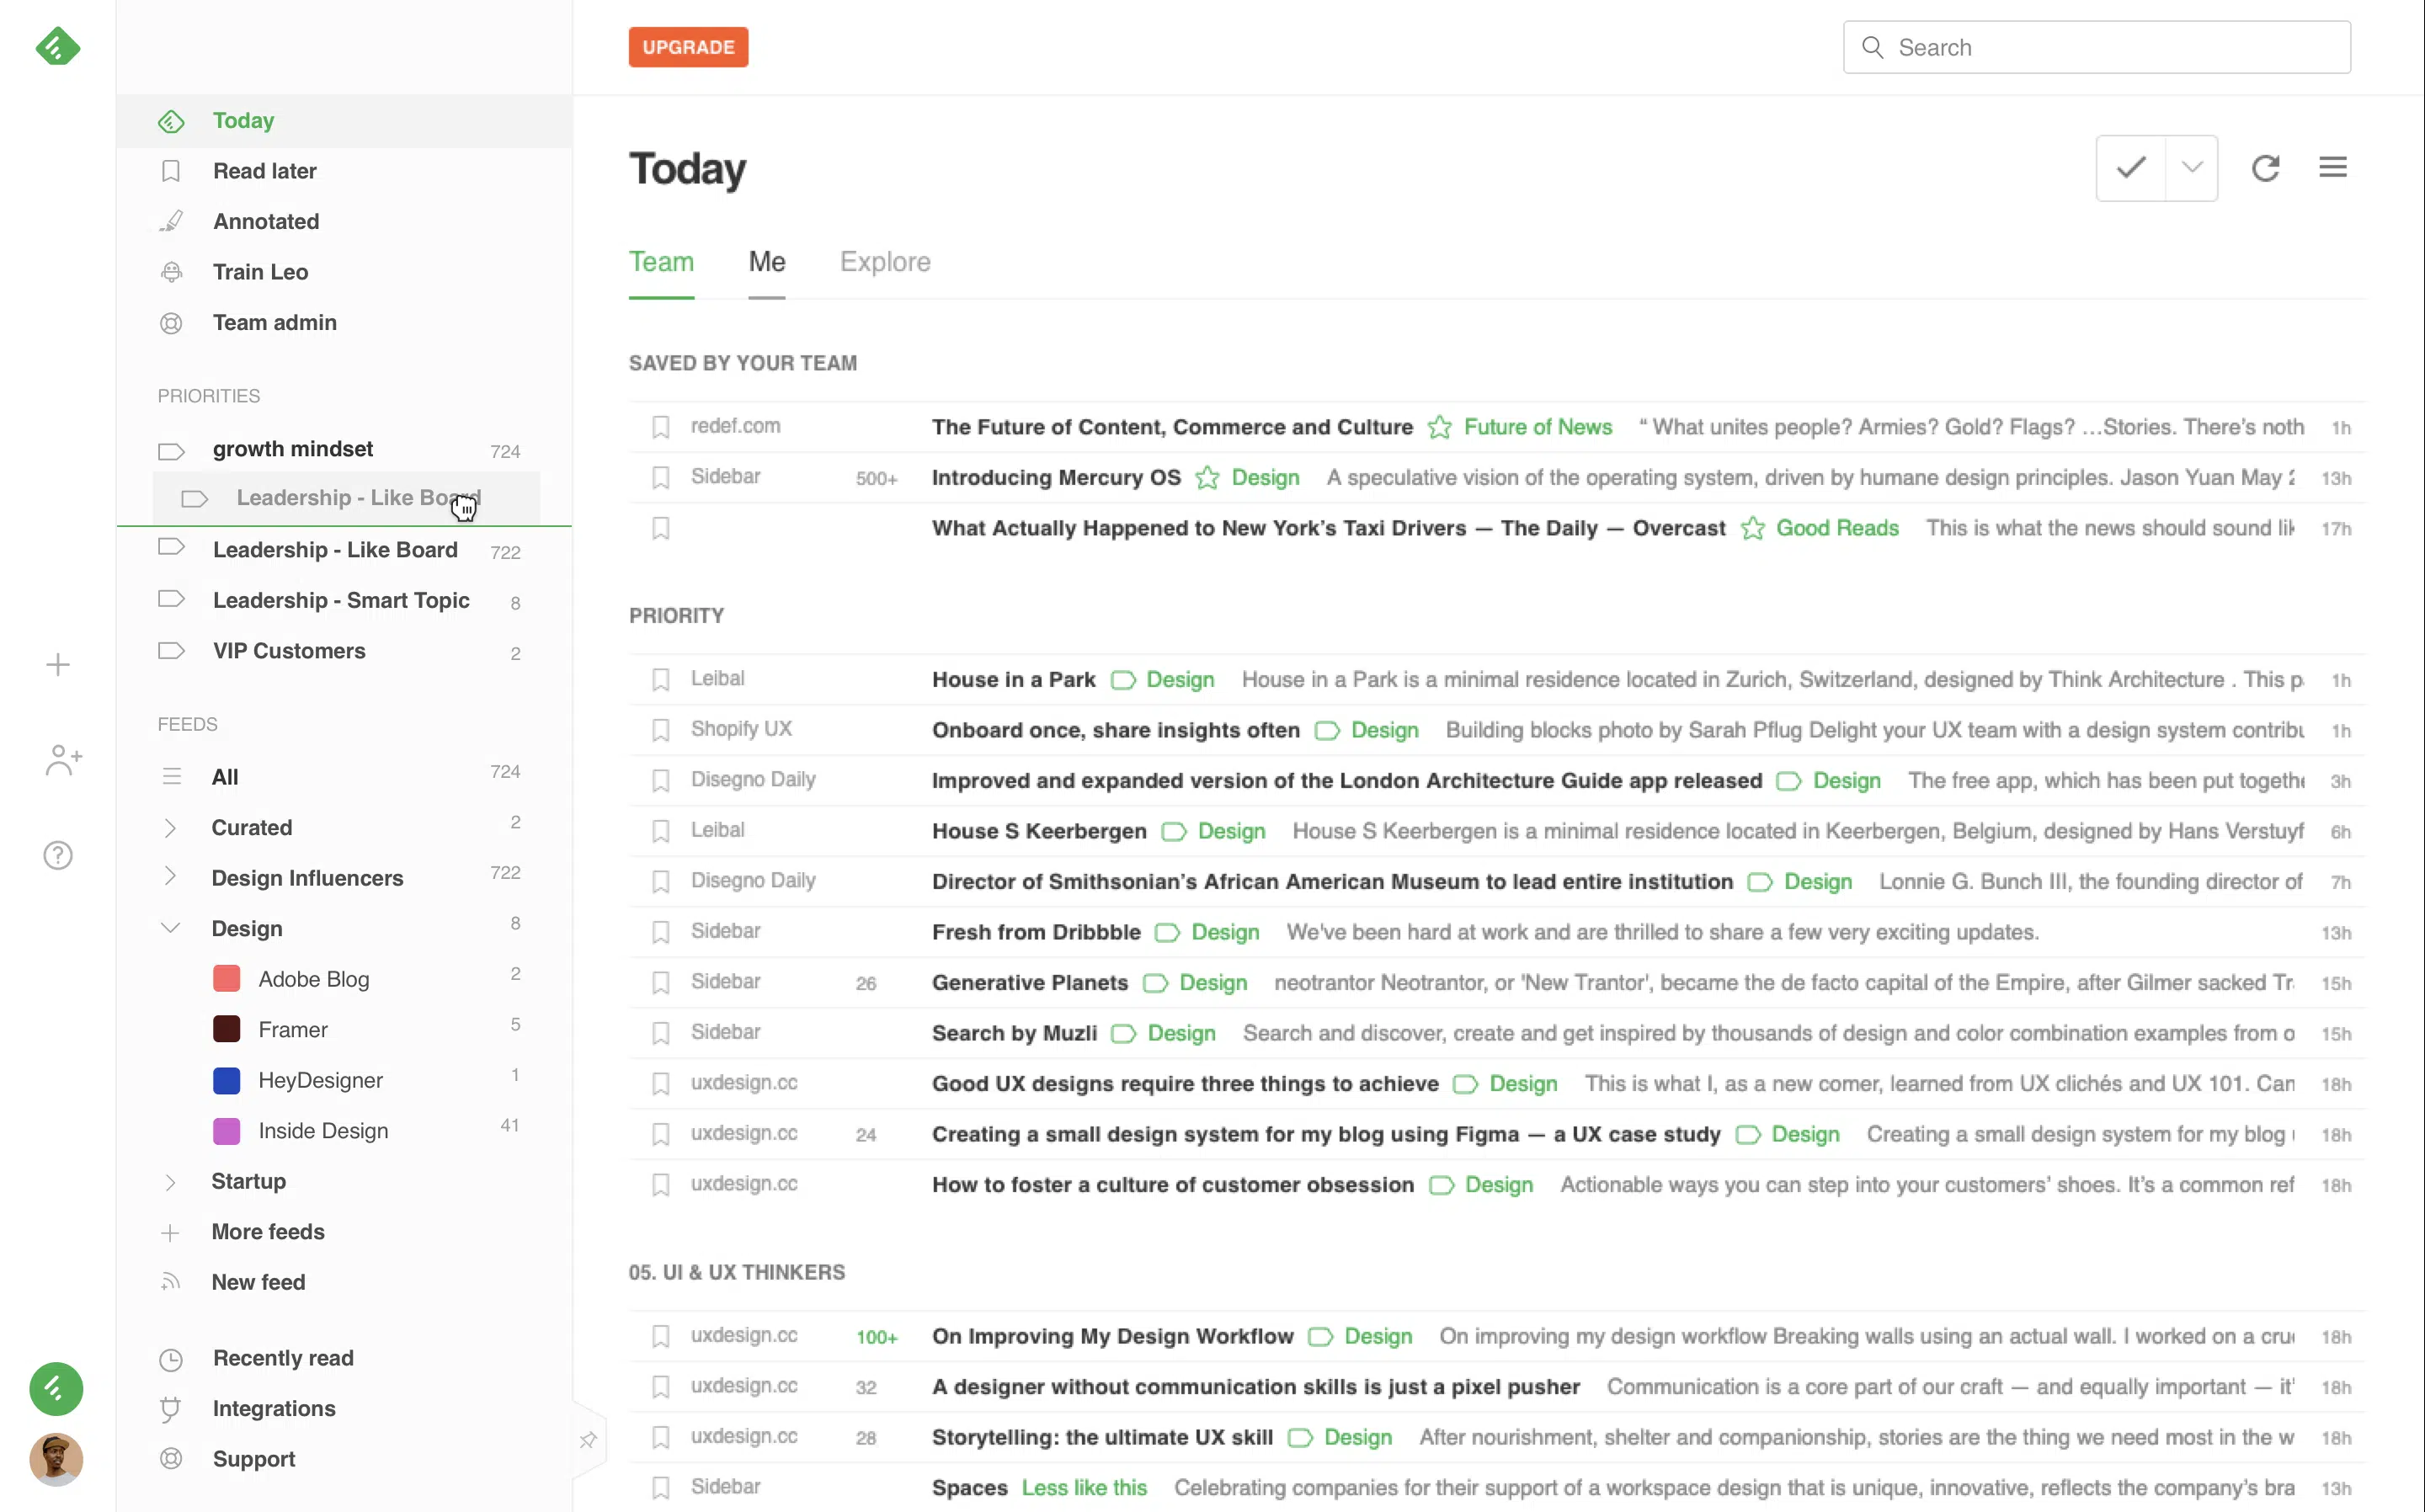 UPGRADE
Search
Today
Read later
Annotated
Train Leo
Team admin
PRIORITIES
growth mindset 724
Leadership - Like Board
Leadership - Like Board 722
Leadership - Smart Topic 8
VIP Customers 2
FEEDS
All 724
Curated 2
Design Influencers 722
Design 8
Adobe Blog 2
Framer 5
HeyDesigner 1
Inside Design 41
Startup
More feeds
New feed
Recently read
Integrations
Support
Today
Team Me Explore
SAVED BY YOUR TEAM
redef.com The Future of Content, Commerce and Culture Future of News “ What unites people? Armies? Gold? Flags? …Stories. There’s noth 1h
Sidebar 500+ Introducing Mercury OS Design A speculative vision of the operating system, driven by humane design principles. Jason Yuan May 2 13h
What Actually Happened to New York’s Taxi Drivers — The Daily — Overcast Good Reads This is what the news should sound lik 17h
PRIORITY
Leibal House in a Park Design House in a Park is a minimal residence located in Zurich, Switzerland, designed by Think Architecture . This p 1h
Shopify UX Onboard once, share insights often Design Building blocks photo by Sarah Pflug Delight your UX team with a design system contribu 1h
Disegno Daily Improved and expanded version of the London Architecture Guide app released Design The free app, which has been put togethe 3h
Leibal House S Keerbergen Design House S Keerbergen is a minimal residence located in Keerbergen, Belgium, designed by Hans Verstuyf 6h
Disegno Daily Director of Smithsonian’s African American Museum to lead entire institution Design Lonnie G. Bunch III, the founding director of 7h
Sidebar Fresh from Dribbble Design We've been hard at work and are thrilled to share a few very exciting updates. 13h
Sidebar 26 Generative Planets Design neotrantor Neotrantor, or 'New Trantor', became the de facto capital of the Empire, after Gilmer sacked Tr 15h
Sidebar Search by Muzli Design Search and discover, create and get inspired by thousands of design and color combination examples from o 15h
uxdesign.cc Good UX designs require three things to achieve Design This is what I, as a new comer, learned from UX clichés and UX 101. Can 18h
uxdesign.cc 24 Creating a small design system for my blog using Figma — a UX case study Design Creating a small design system for my blog 18h
uxdesign.cc How to foster a culture of customer obsession Design Actionable ways you can step into your customers’ shoes. It’s a common ref 18h
05. UI & UX THINKERS
uxdesign.cc 100+ On Improving My Design Workflow Design On improving my design workflow Breaking walls using an actual wall. I worked on a cru 18h
uxdesign.cc 32 A designer without communication skills is just a pixel pusher Communication is a core part of our craft — and equally important — it' 18h
uxdesign.cc 28 Storytelling: the ultimate UX skill Design After nourishment, shelter and companionship, stories are the thing we need most in the w 18h
Sidebar Spaces Less like this Celebrating companies for their support of a workspace design that is unique, innovative, reflects the company’s bra 13h